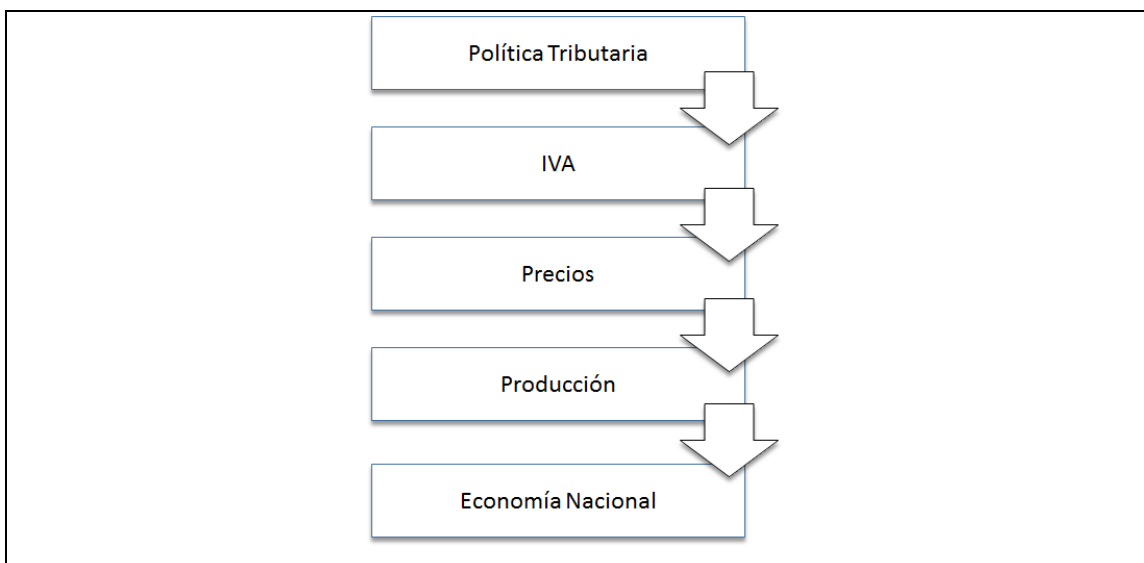 Política Tributaria
IVA
Precios
Producción
Economía Nacional